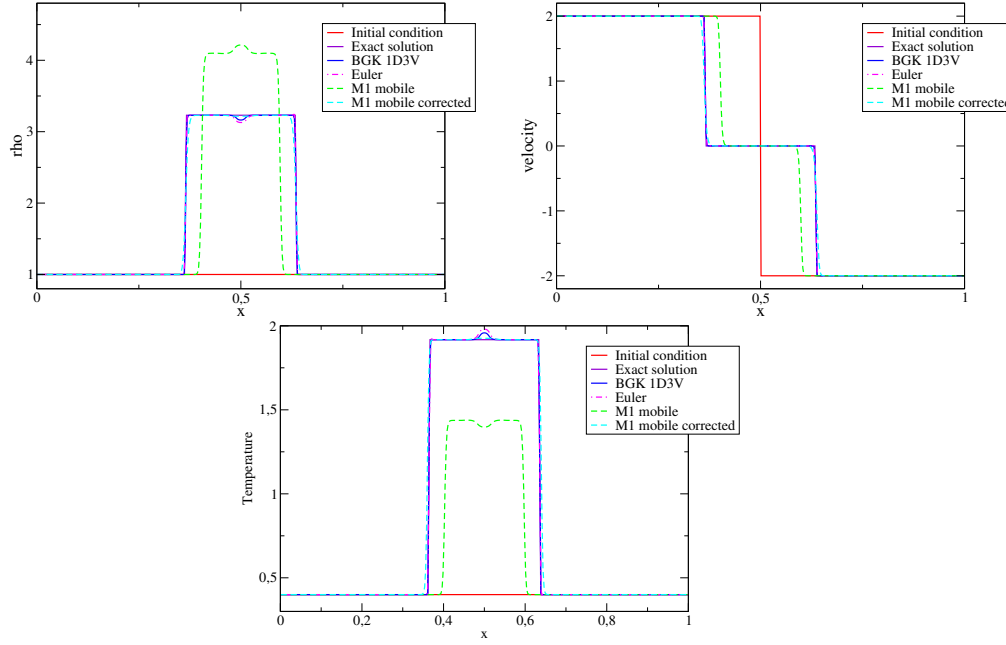 Initial condition
Exact solution
BGK 1D3V
Euler
M1 mobile
M1 mobile corrected
4
3
2
1
rho
0
0,5
1
x
Initial condition
Exact solution
BGK 1D3V
Euler
M1 mobile
M1 mobile corrected
2
1
0
-1
-2
velocity
0
0,5
1
x
Initial condition
Exact solution
BGK 1D3V
Euler
M1 mobile
M1 mobile corrected
2
1,5
1
0,5
Temperature
0
0,2
0,4
0,6
0,8
1
x